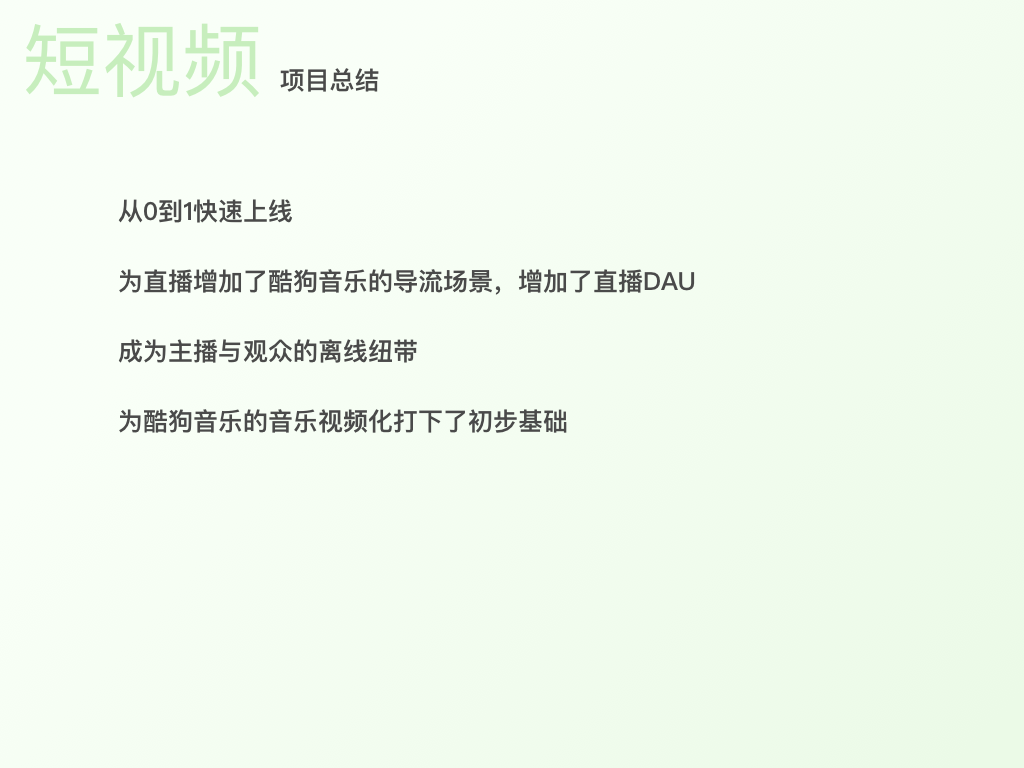 短视频 项目总结
从0到1快速上线
为直播增加了酷狗音乐的导流场景，增加了直播DAU
成为主播与观众的离线纽带
为酷狗音乐的音乐视频化打下了初步基础